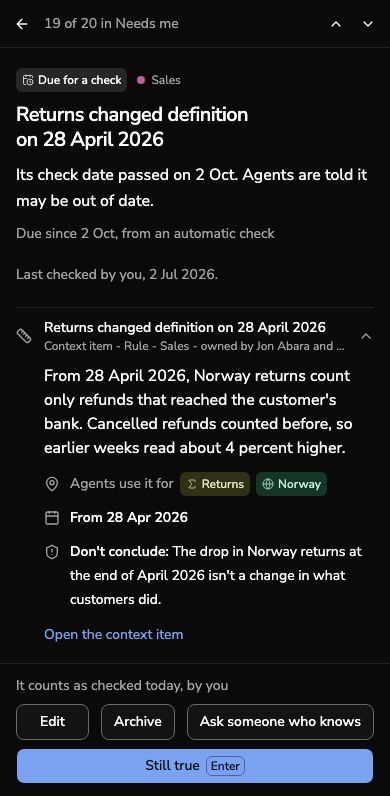 19 of 20 in Needs me
Due for a check
Sales
Returns changed definition
on 28 April 2026
Its check date passed on 2 Oct. Agents are told it
may be out of date.
Due since 2 Oct, from an automatic check
Last checked by you, 2 Jul 2026.
Returns changed definition on 28 April 2026
Context item - Rule - Sales - owned by Jon Abara and ...
From 28 April 2026, Norway returns count
only refunds that reached the customer's
bank. Cancelled refunds counted before, so
earlier weeks read about 4 percent higher.
Agents use it for Returns Norway
From 28 Apr 2026
Don't conclude: The drop in Norway returns at
the end of April 2026 isn't a change in what
customers did.
Open the context item
It counts as checked today, by you
Edit Archive Ask someone who knows
Still true Enter